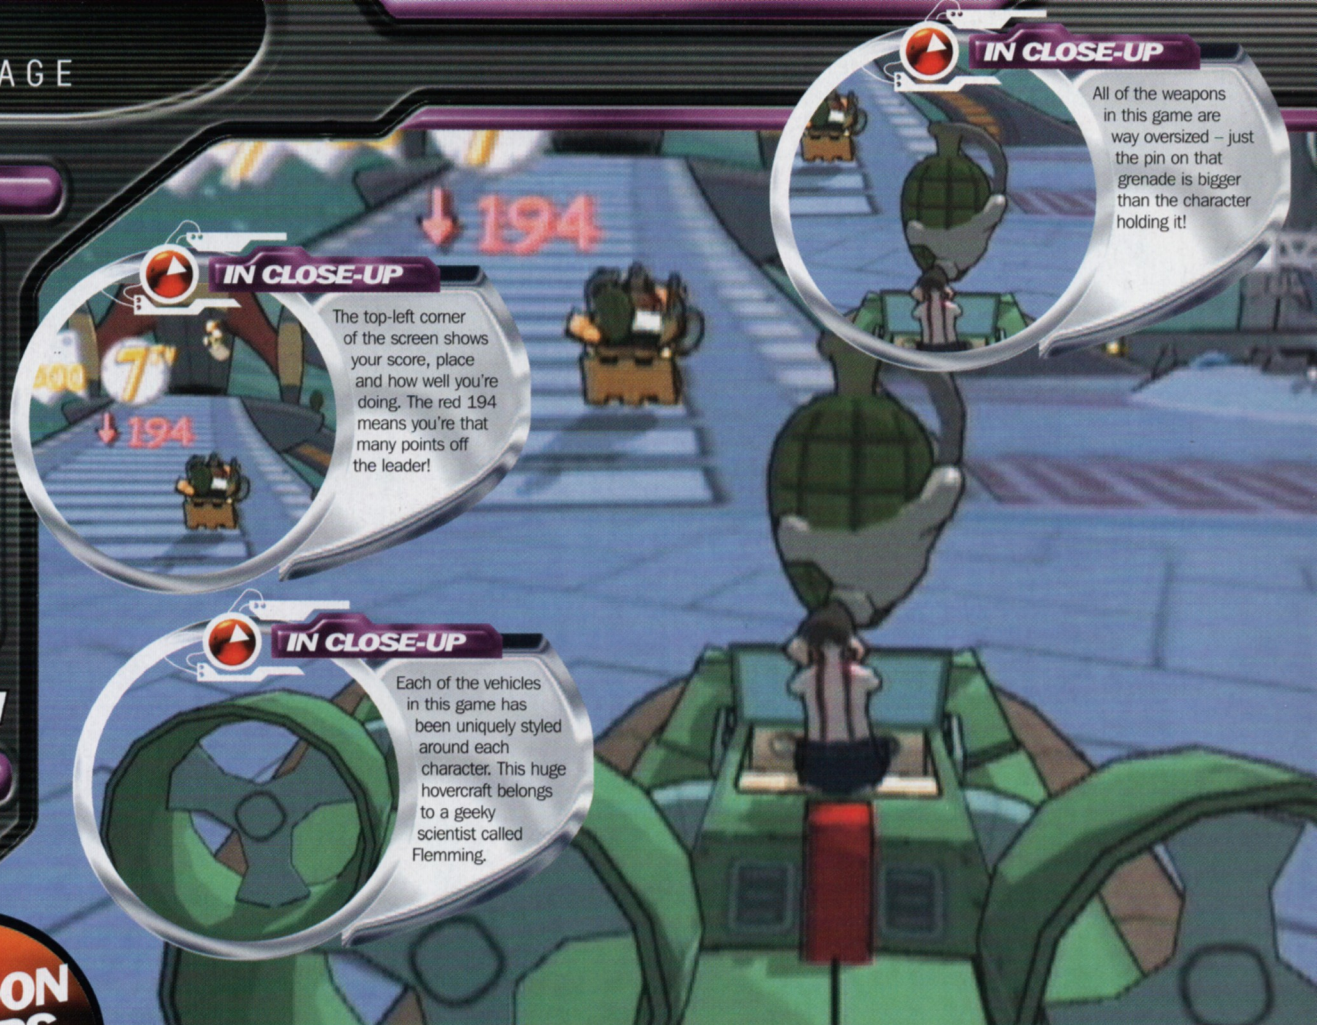 AGE
IN CLOSE-UP
All of the weapons
in this game are
way oversized – just
the pin on that
grenade is bigger
than the character
holding it!
194
IN CLOSE-UP
The top-left corner
of the screen shows
your score, place
and how well you're
doing. The red 194
means you're that
many points off
the leader!
7TH
194
IN CLOSE-UP
Each of the vehicles
in this game has
been uniquely styled
around each
character. This huge
hovercraft belongs
to a geeky
scientist called
Flemming.
ON